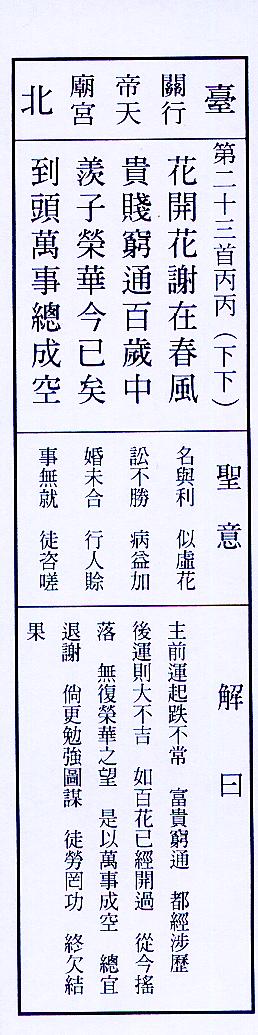 臺北
關帝廟
行天宮
第二十三首丙丙（下下）
花開花謝在春風
貴賤窮通百歲中
羨子榮華今已矣
到頭萬事總成空
聖意
名與利　似虛花
訟不勝　病益加
婚未合　行人賒
事無就　徒咨嗟
解曰
主前運起跌不常　富貴窮通　都經涉歷
後運則大不吉　如百花已經開過　從今搖
落　無復榮華之望　是以萬事成空　總宜
退謝　倘更勉強圖謀　徒勞罔功　終欠結
果